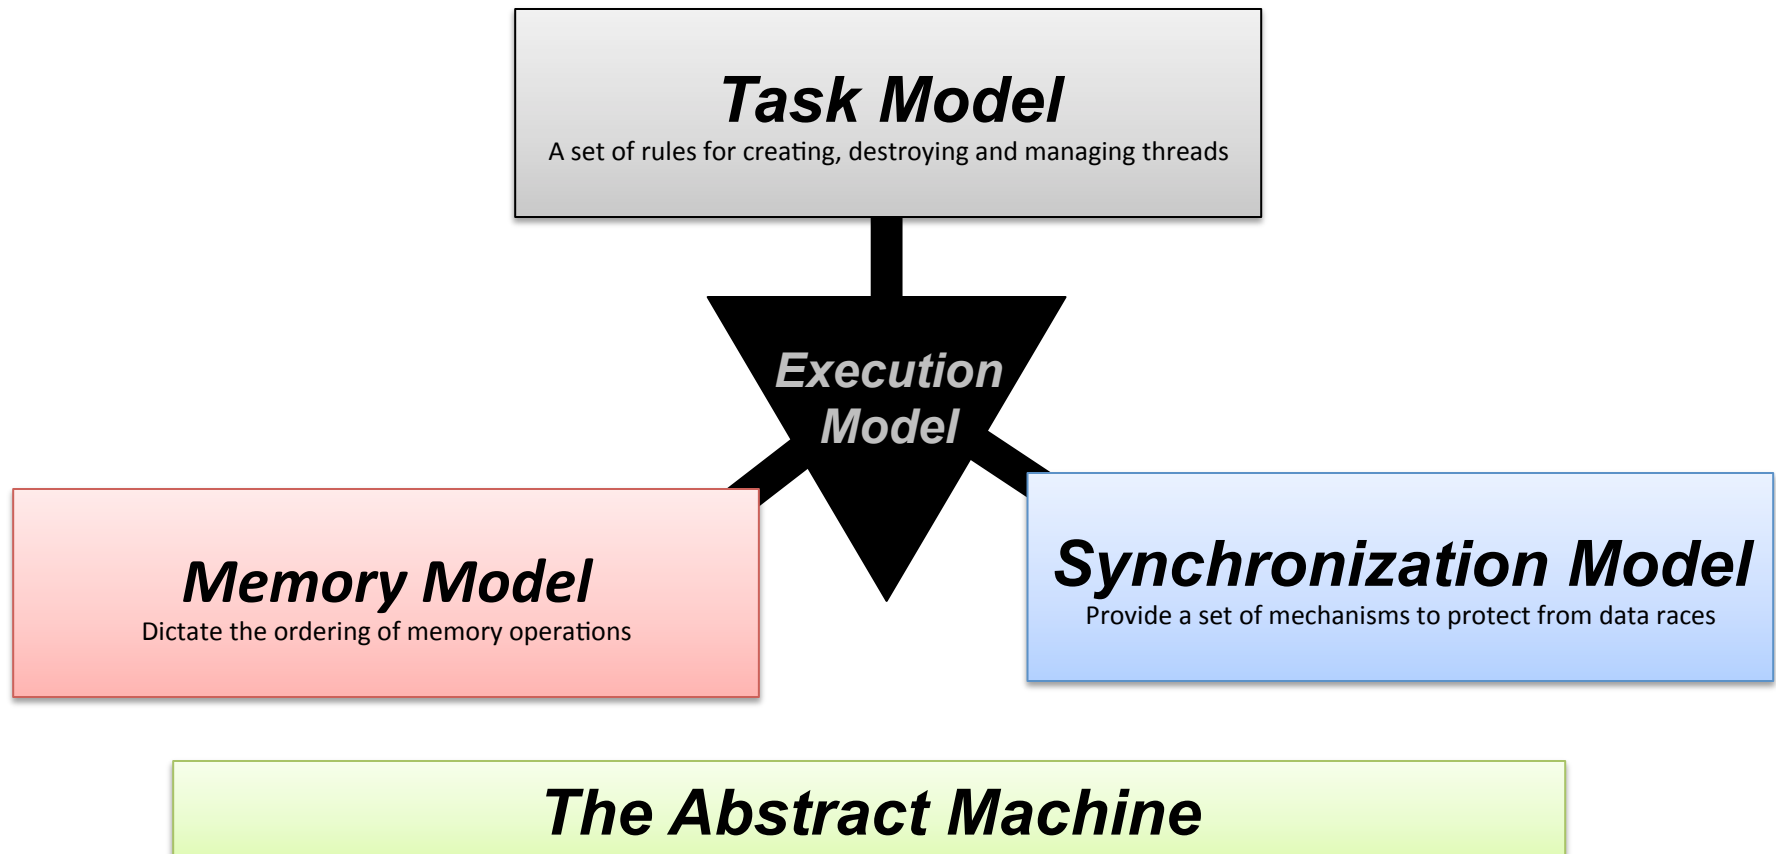 Task Model
A set of rules for creating, destroying and managing threads
Execution
Model
Memory Model
Dictate the ordering of memory operations
Synchronization Model
Provide a set of mechanisms to protect from data races
The Abstract Machine